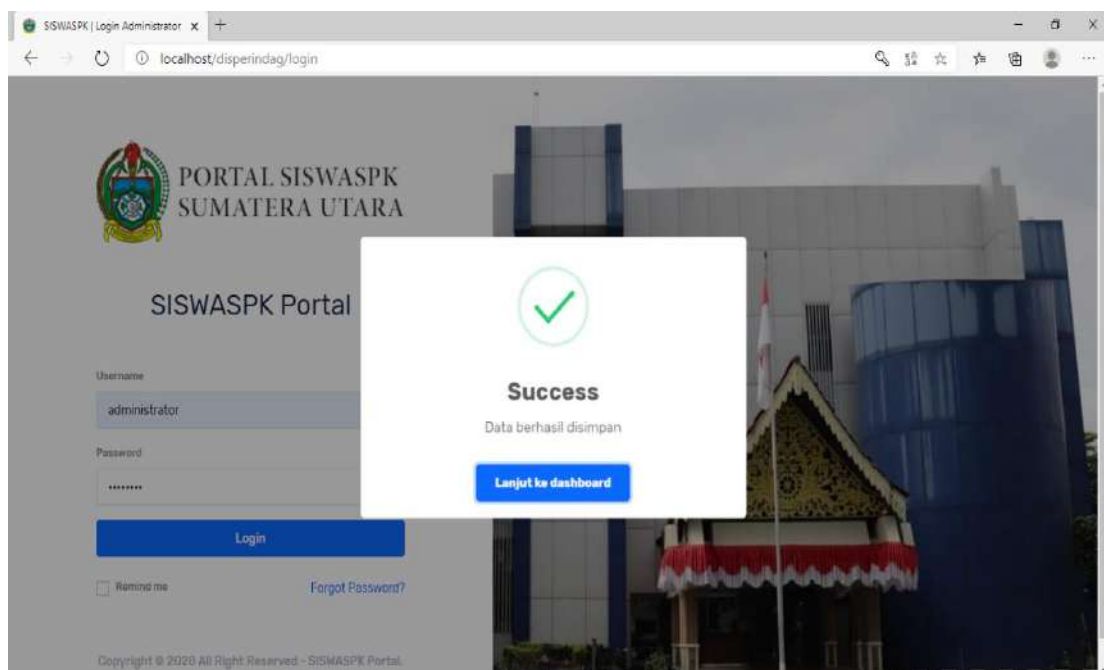 SISWASPK | Login Administrator
localhost/disperindag/login
PORTAL SISWASPK
SUMATERA UTARA
SISWASPK Portal
Username
administrator
Password
Login
Remind me
Forgot Password?
Copyright © 2020 All Right Reserved - SISWASPK Portal.
Success
Data berhasil disimpan
Lanjut ke dashboard